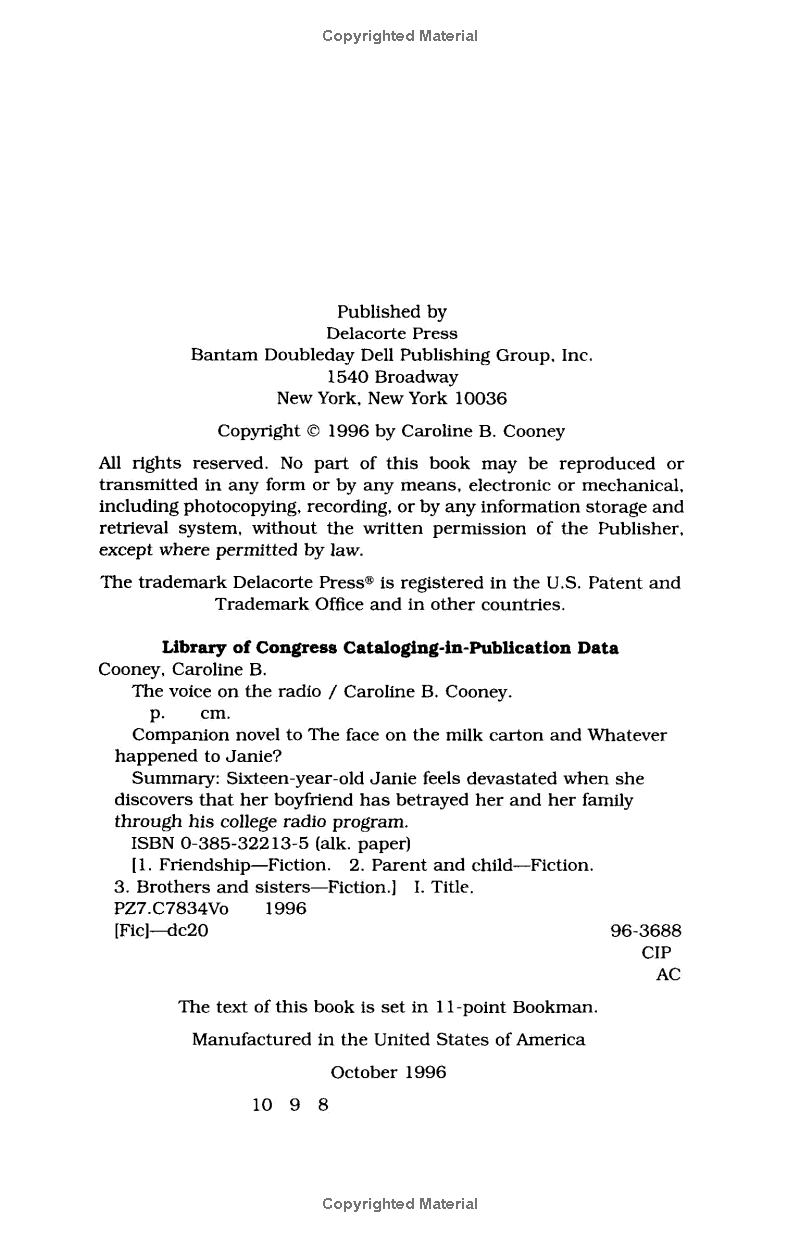 Copyrighted Material
Published by
Delacorte Press
Bantam Doubleday Dell Publishing Group, Inc.
1540 Broadway
New York, New York 10036
Copyright © 1996 by Caroline B. Cooney
All rights reserved. No part of this book may be reproduced or
transmitted in any form or by any means, electronic or mechanical,
including photocopying, recording, or by any information storage and
retrieval system, without the written permission of the Publisher,
except where permitted by law.
The trademark Delacorte Press® is registered in the U.S. Patent and
Trademark Office and in other countries.
Library of Congress Cataloging-in-Publication Data
Cooney, Caroline B.
The voice on the radio / Caroline B. Cooney.
p. cm.
Companion novel to The face on the milk carton and Whatever
happened to Janie?
Summary: Sixteen-year-old Janie feels devastated when she
discovers that her boyfriend has betrayed her and her family
through his college radio program.
ISBN 0-385-32213-5 (alk. paper)
[1. Friendship—Fiction. 2. Parent and child—Fiction.
3. Brothers and sisters—Fiction.] I. Title.
PZ7.C7834Vo 1996
[Fic]—dc20 96-3688
CIP
AC
The text of this book is set in 11-point Bookman.
Manufactured in the United States of America
October 1996
10 9 8
Copyrighted Material